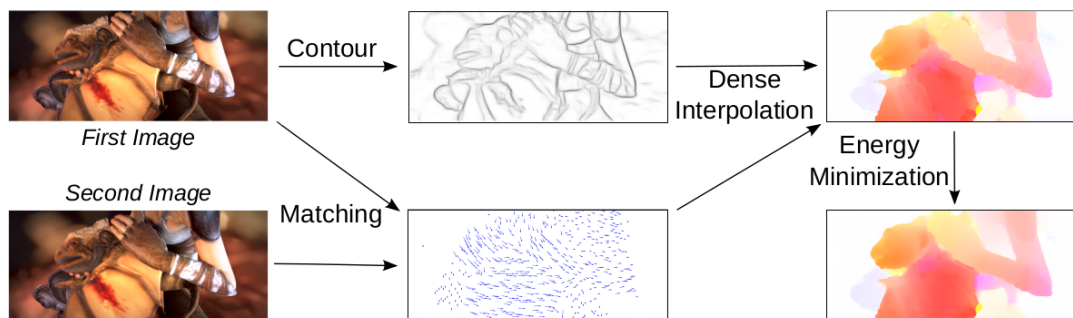 Contour
First Image
Dense
Interpolation
Energy
Minimization
Second Image
Matching